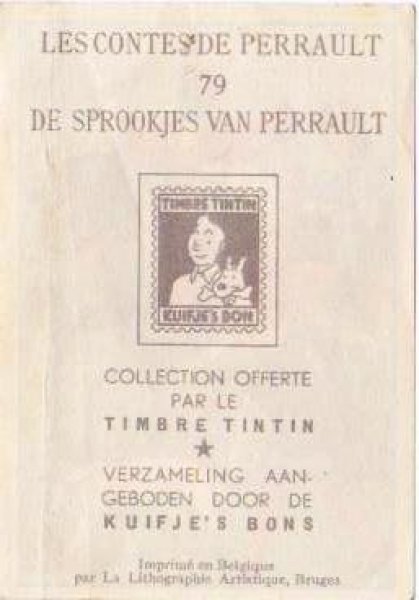 LES CONTES DE PERRAULT
79
DE SPROOKJES VAN PERRAULT
TIMBRE TINTIN
KUIFJE'S BON
COLLECTION OFFERTE
PAR LE
TIMBRE TINTIN
★
VERZAMELING AAN-
GEBODEN DOOR DE
KUIFJE'S BONS
Imprimé en Belgique
par La Lithographie Artistique, Bruges